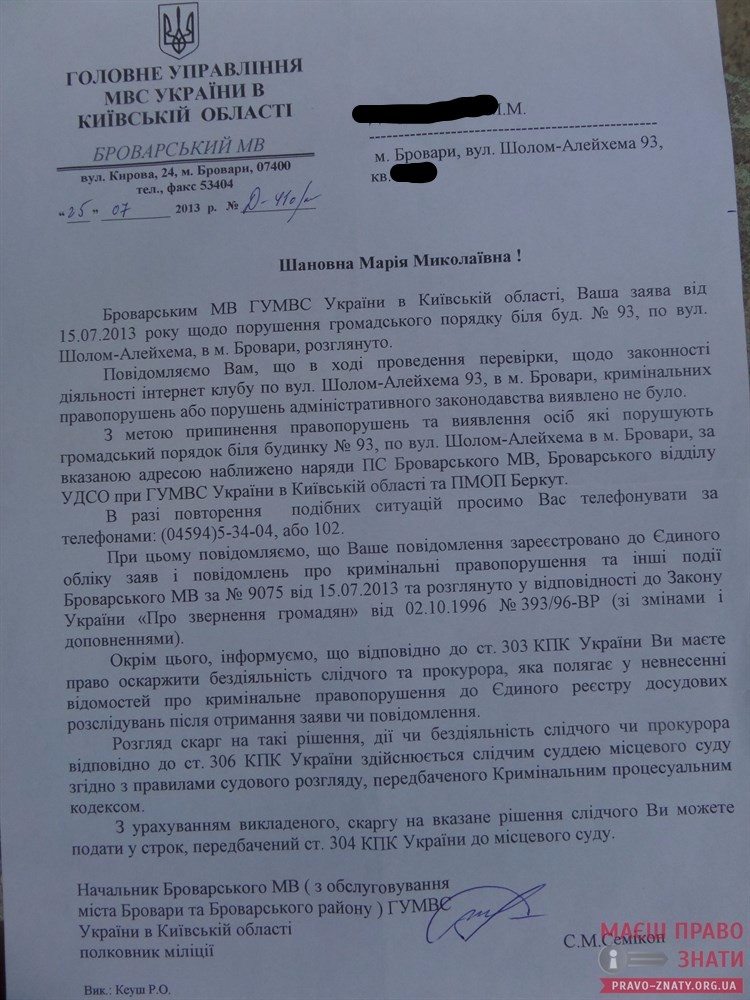 ГОЛОВНЕ УПРАВЛІННЯ
МВС УКРАЇНИ В
КИЇВСЬКІЙ ОБЛАСТІ
БРОВАРСЬКИЙ МВ
вул. Кирова, 24, м. Бровари, 07400
тел., факс 53404
"25" 07 2013 р. №
М.
м. Бровари, вул. Шолом-Алейхема 93,
кв.
Шановна Марія Миколаївна !
Броварським МВ ГУМВС України в Київській області, Ваша заява від
15.07.2013 року щодо порушення громадського порядку біля буд. № 93, по вул.
Шолом-Алейхема, в м. Бровари, розглянуто.
Повідомляємо Вам, що в ході проведення перевірки, щодо законності
діяльності інтернет клубу по вул. Шолом-Алейхема 93, в м. Бровари, кримінальних
правопорушень або порушень адміністративного законодавства виявлено не було.
З метою припинення правопорушень та виявлення осіб які порушують
громадський порядок біля будинку № 93, по вул. Шолом-Алейхема в м. Бровари, за
вказаною адресою наближено наряди ПС Броварського МВ, Броварського відділу
УДСО при ГУМВС України в Київській області та ПМОП Беркут.
В разі повторення подібних ситуацій просимо Вас телефонувати за
телефонами: (04594)5-34-04, або 102.
При цьому повідомляємо, що Ваше повідомлення зареєстровано до Єдиного
обліку заяв і повідомлень про кримінальні правопорушення та інші події
Броварського МВ за № 9075 від 15.07.2013 та розглянуто у відповідності до Закону
України «Про звернення громадян» від 02.10.1996 № 393/96-ВР (зі змінами і
доповненнями).
Окрім цього, інформуємо, що відповідно до ст. 303 КПК України Ви маєте
право оскаржити бездіяльність слідчого та прокурора, яка полягає у невнесенні
відомостей про кримінальне правопорушення до Єдиного реєстру досудових
розслідувань після отримання заяви чи повідомлення.
Розгляд скарг на такі рішення, дії чи бездіяльність слідчого чи прокурора
відповідно до ст. 306 КПК України здійснюється слідчим суддею місцевого суду
згідно з правилами судового розгляду, передбаченого Кримінальним процесуальним
кодексом.
З урахуванням викладеного, скаргу на вказане рішення слідчого Ви можете
подати у строк, передбачений ст. 304 КПК України до місцевого суду.
Начальник Броварського МВ ( з обслуговування
міста Бровари та Броварського району ) ГУМВС
України в Київській області
полковник міліції
С.М.Семікон
Вик.: Кеуш Р.О.
МАЄШ ПРАВО
ЗНАТИ
PRAVO-ZNATY.ORG.UA